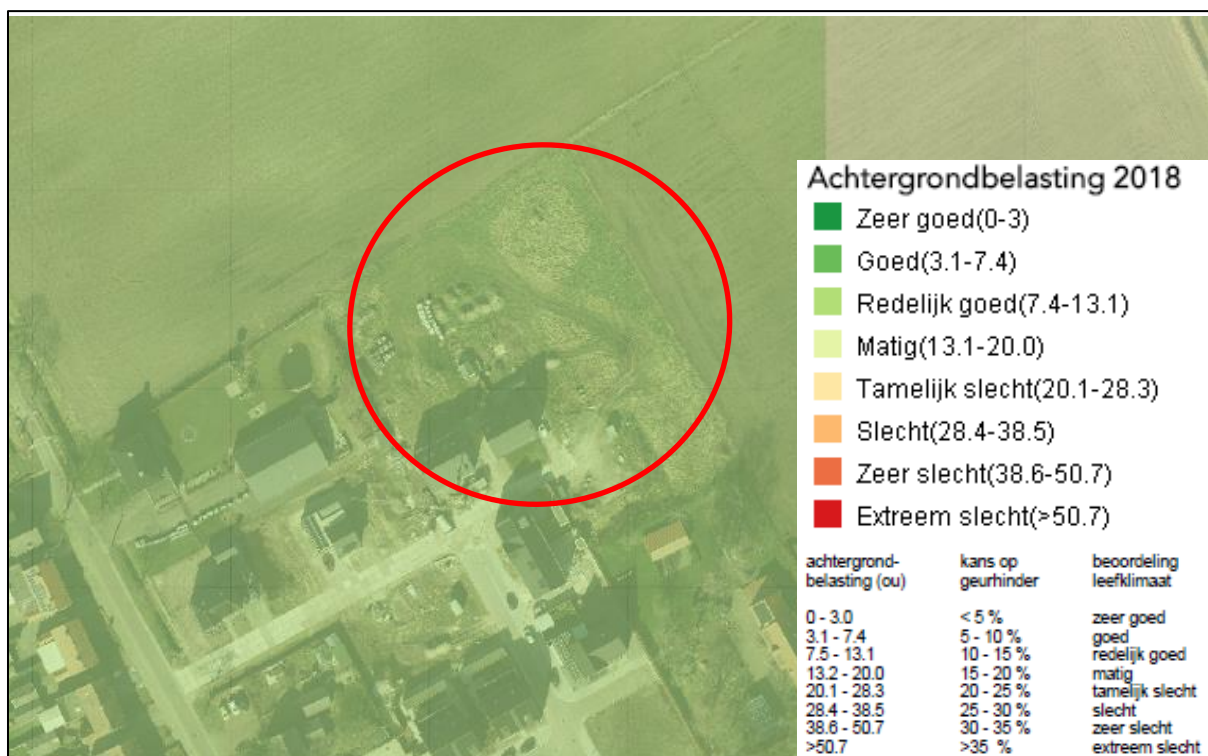 Achtergrondbelasting 2018
Zeer goed(0-3)
Goed(3.1-7.4)
Redelijk goed(7.4-13.1)
Matig(13.1-20.0)
Tamelijk slecht(20.1-28.3)
Slecht(28.4-38.5)
Zeer slecht(38.6-50.7)
Extreem slecht(>50.7)
achtergrond- kans op beoordeling
belasting (ou) geurhinder leefklimaat
0 - 3.0 < 5 % zeer goed
3.1 - 7.4 5 - 10 % goed
7.5 - 13.1 10 - 15 % redelijk goed
13.2 - 20.0 15 - 20 % matig
20.1 - 28.3 20 - 25 % tamelijk slecht
28.4 - 38.5 25 - 30 % slecht
38.6 - 50.7 30 - 35 % zeer slecht
>50.7 >35 % extreem slecht